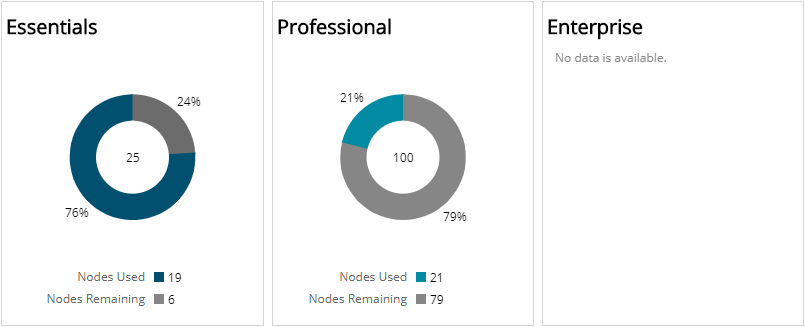 Essentials
24%
25
76%
Nodes Used 19
Nodes Remaining 6
Professional
21%
100
79%
Nodes Used 21
Nodes Remaining 79
Enterprise
No data is available.